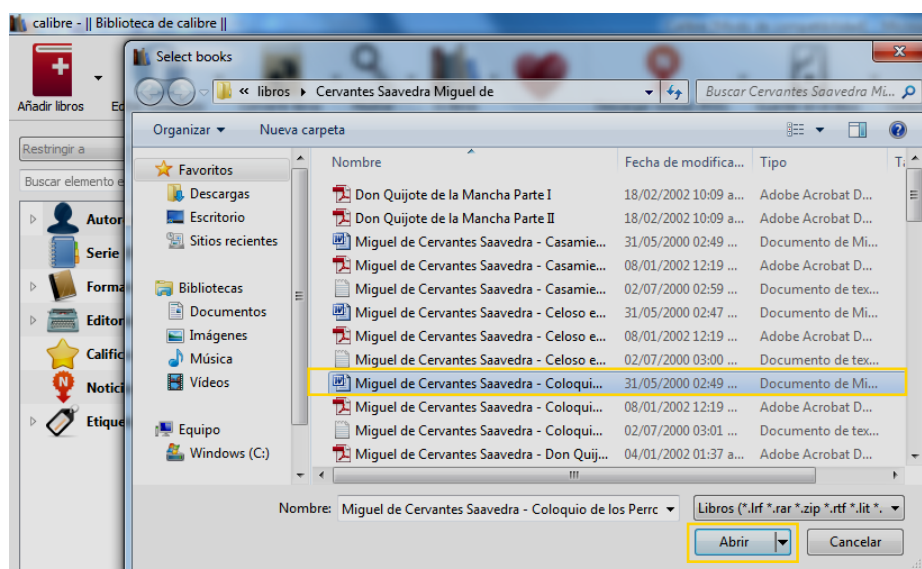 calibre - || Biblioteca de calibre ||
Select books
Añadir libros
« libros ▸ Cervantes Saavedra Miguel de
Buscar Cervantes Saavedra Mi...
Organizar
Nueva carpeta
Restringir a
Buscar elemento e
Autor
Serie
Forma
Editor
Califi
Notici
Etique
Favoritos
Descargas
Escritorio
Sitios recientes
Bibliotecas
Documentos
Imágenes
Música
Vídeos
Equipo
Windows (C:)
Nombre Fecha de modifica... Tipo
Don Quijote de la Mancha Parte I 18/02/2002 10:09 a... Adobe Acrobat D...
Don Quijote de la Mancha Parte II 18/02/2002 10:09 a... Adobe Acrobat D...
Miguel de Cervantes Saavedra - Casamie... 31/05/2000 02:49 ... Documento de Mi...
Miguel de Cervantes Saavedra - Casamie... 08/01/2002 12:19 ... Adobe Acrobat D...
Miguel de Cervantes Saavedra - Casamie... 02/07/2000 02:59 ... Documento de tex...
Miguel de Cervantes Saavedra - Celoso e... 31/05/2000 02:47 ... Documento de Mi...
Miguel de Cervantes Saavedra - Celoso e... 08/01/2002 12:19 ... Adobe Acrobat D...
Miguel de Cervantes Saavedra - Celoso e... 02/07/2000 03:00 ... Documento de tex...
Miguel de Cervantes Saavedra - Coloqui... 31/05/2000 02:49 ... Documento de Mi...
Miguel de Cervantes Saavedra - Coloqui... 08/01/2002 12:19 ... Adobe Acrobat D...
Miguel de Cervantes Saavedra - Coloqui... 02/07/2000 03:01 ... Documento de tex...
Miguel de Cervantes Saavedra - Don Quij... 04/01/2002 01:37 a... Adobe Acrobat D...
Nombre: Miguel de Cervantes Saavedra - Coloquio de los Perrc
Libros (*.lrf *.rar *.zip *.rtf *.lit *.
Abrir
Cancelar